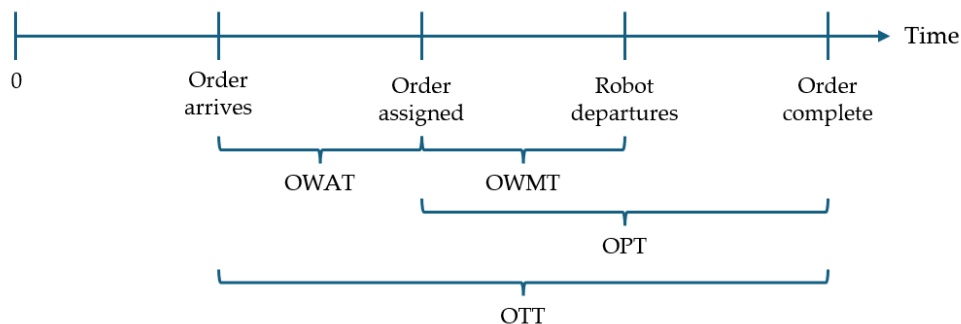 Time
0
Order
arrives
Order
assigned
Robot
departures
Order
complete
OWAT
OWMT
OPT
OTT